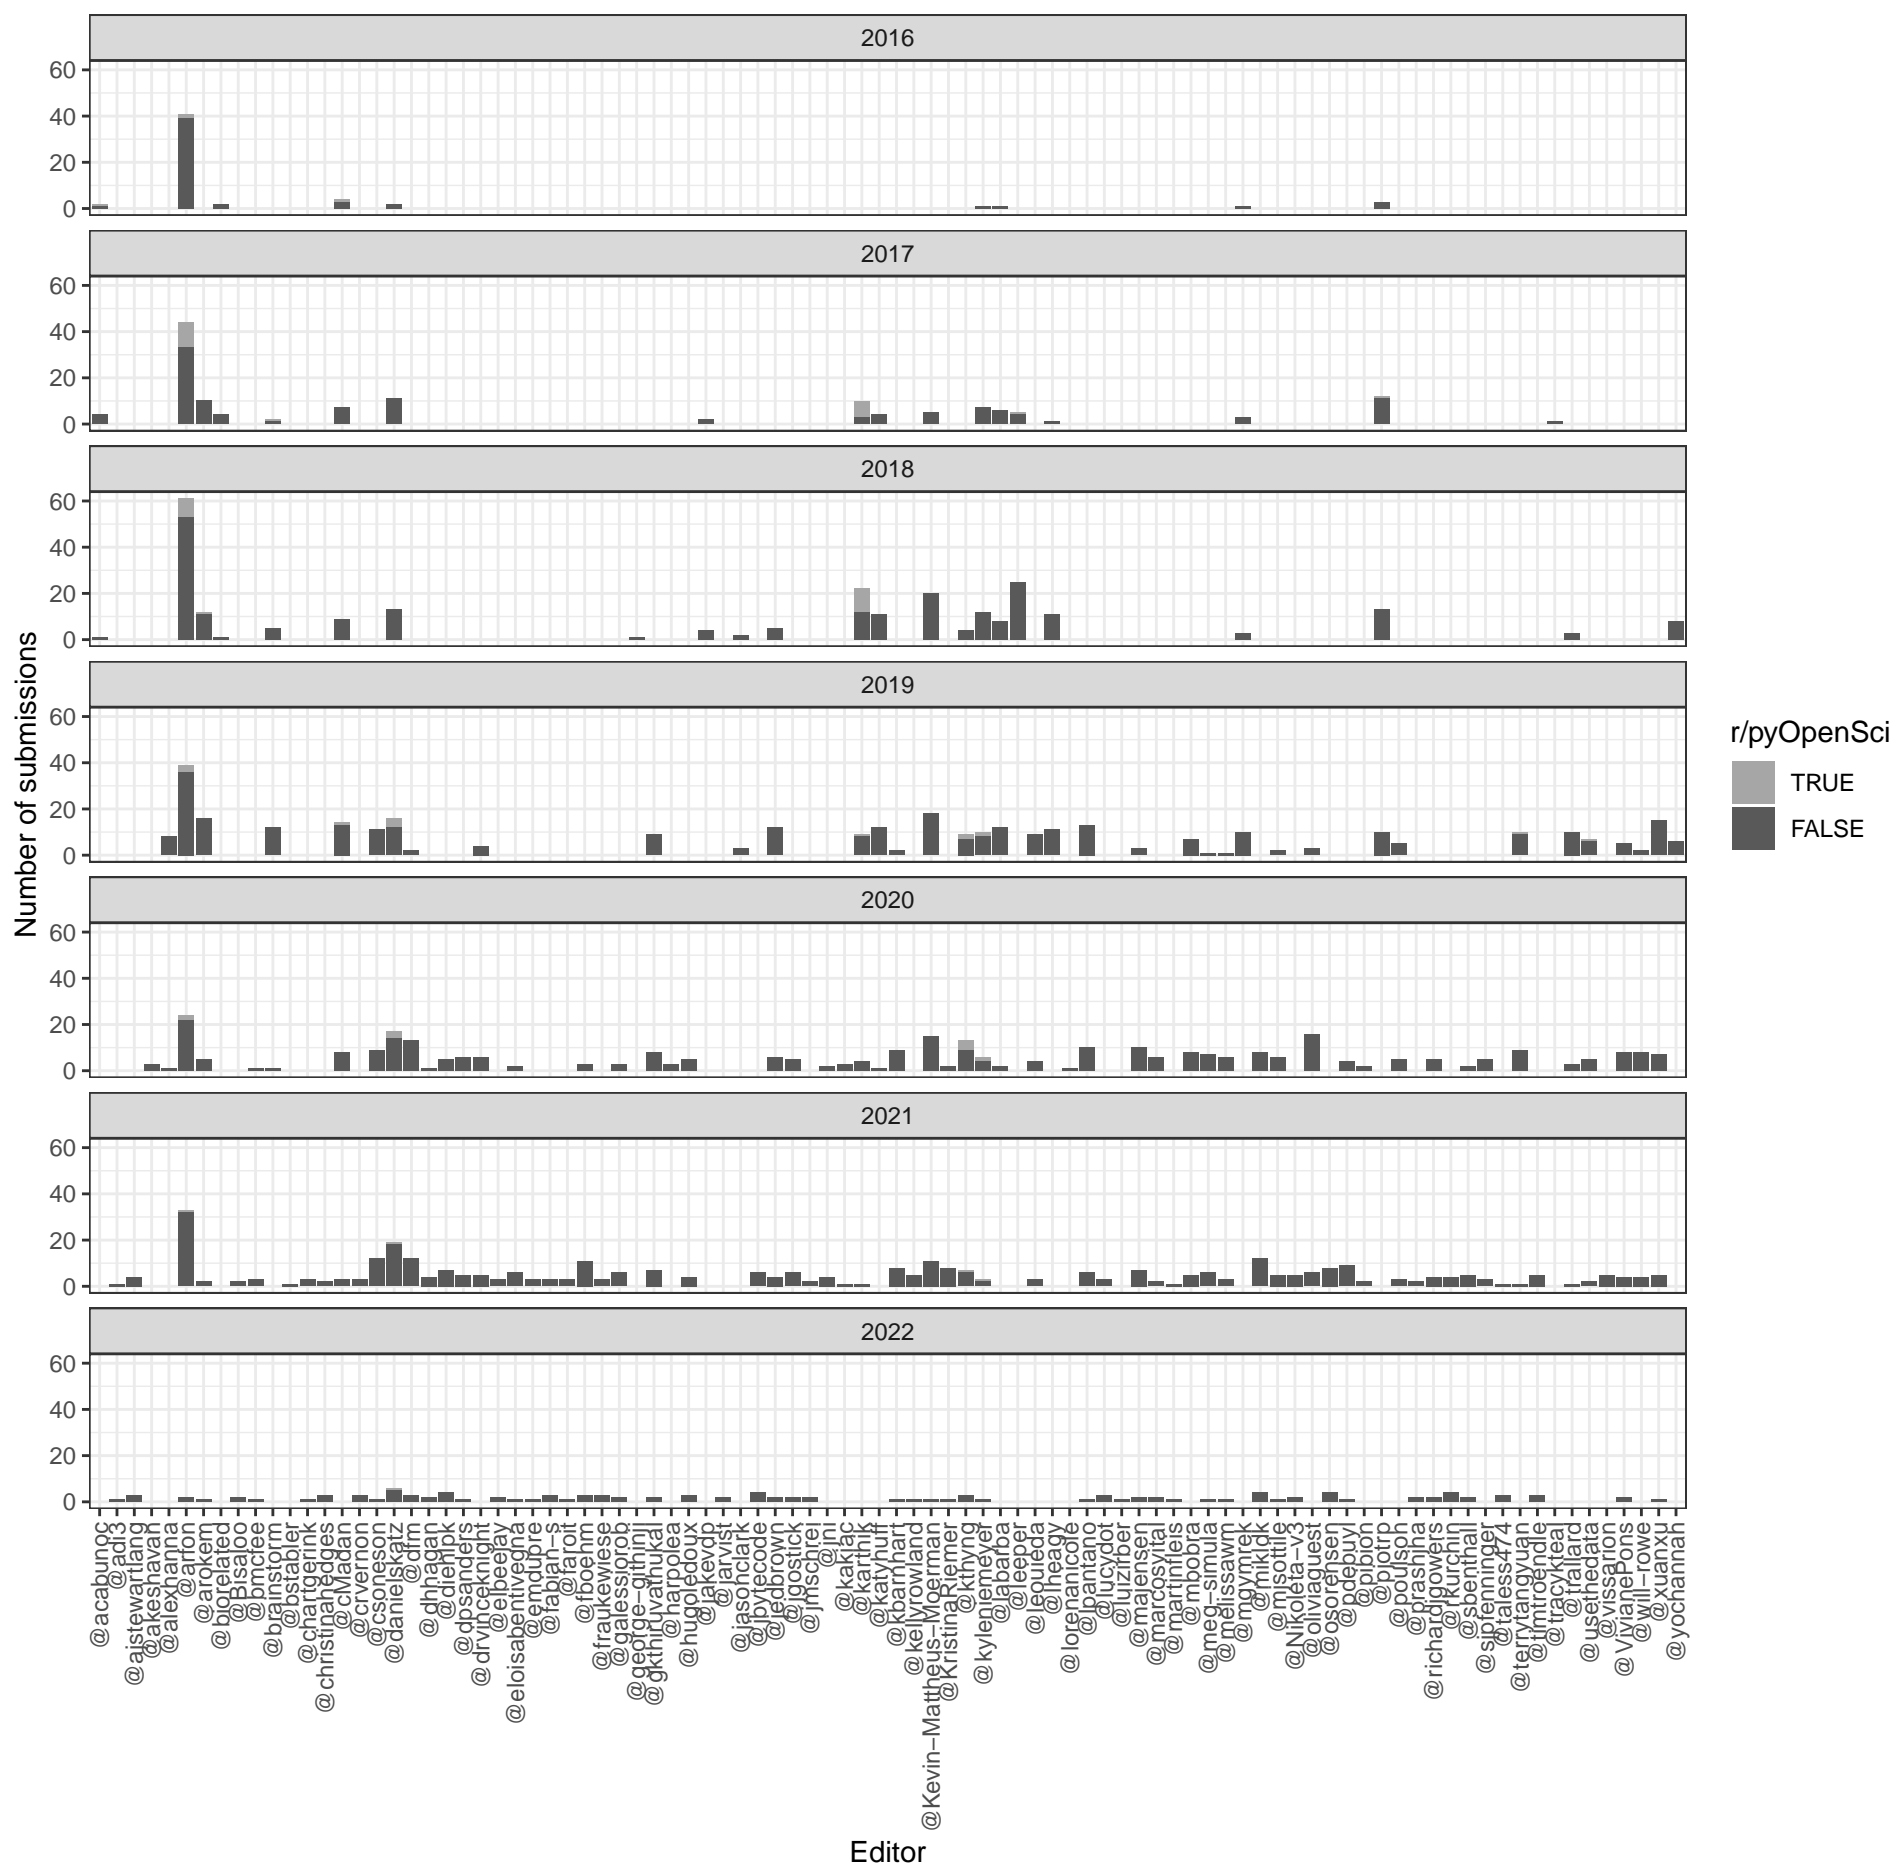 2016
60
40
20
0
2017
60
40
20
0
2018
60
40
20
0
2019
60
40
20
0
2020
60
40
20
0
2021
60
40
20
0
2022
60
40
20
0
Number of submissions
r/pyOpenSci
TRUE
FALSE
@acabunoc
@adi3
@ajstewartlang
@akeshavan
@alexhanna
@arfon
@arokem
@biorelated
@Bisaloo
@bmcfee
@brainstorm
@bstabler
@chartgerink
@christinahedges
@cMadan
@crvernon
@csoneson
@danielskatz
@dfm
@dhhagan
@diehlpk
@dpsanders
@drvinceknight
@elbeejay
@eloisabentivegna
@emdupre
@fabian-s
@faroit
@fboehm
@fraukewiese
@galessiorob
@george-githinji
@gkthiruvathukal
@harpolea
@hugoledoux
@jakevdp
@jarvist
@jasonclark
@jbytecode
@jedbrown
@jgostick
@jmschrei
@jni
@kakiac
@karthik
@katyhuff
@kbarnhart
@kellyrowland
@Kevin-Mattheus-Moerman
@KristinaRiemer
@kthyng
@kyleniemeyer
@labarba
@leeper
@leouieda
@lheagy
@lorenanicole
@lpantano
@lucydot
@luizirber
@majensen
@marcosvital
@martinfleis
@mbobra
@meg-simula
@melissawm
@mgymrek
@mikldk
@mjsottile
@Nikoleta-v3
@oliviaguest
@osorensen
@pdebuyl
@pibion
@pjotrp
@poulson
@prashjha
@richardjgowers
@rkurchin
@sbenthall
@sjpfenninger
@taless474
@terrytangyuan
@timtroendle
@tracykteal
@trallard
@usethedata
@vissarion
@VivianePons
@will-rowe
@xuanxu
@yochannah
Editor